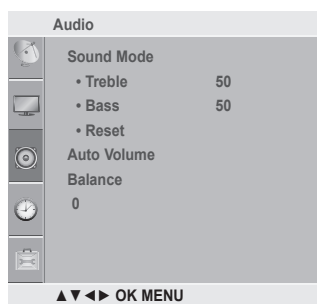 Audio
Sound Mode
• Treble 50
• Bass 50
• Reset
Auto Volume
Balance
0
▲▼◄► OK MENU